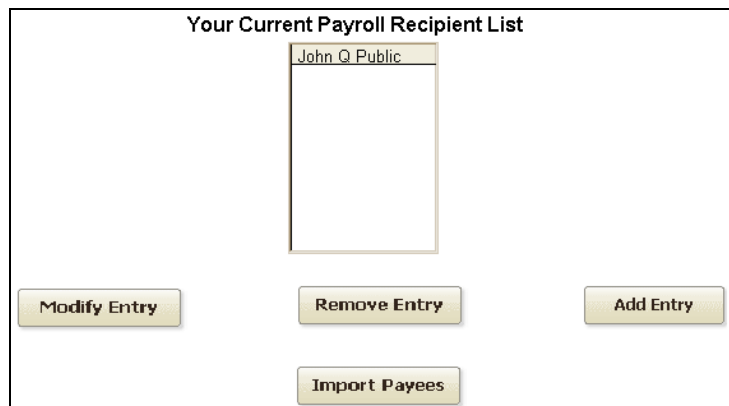 Your Current Payroll Recipient List
John Q Public
Modify Entry
Remove Entry
Add Entry
Import Payees